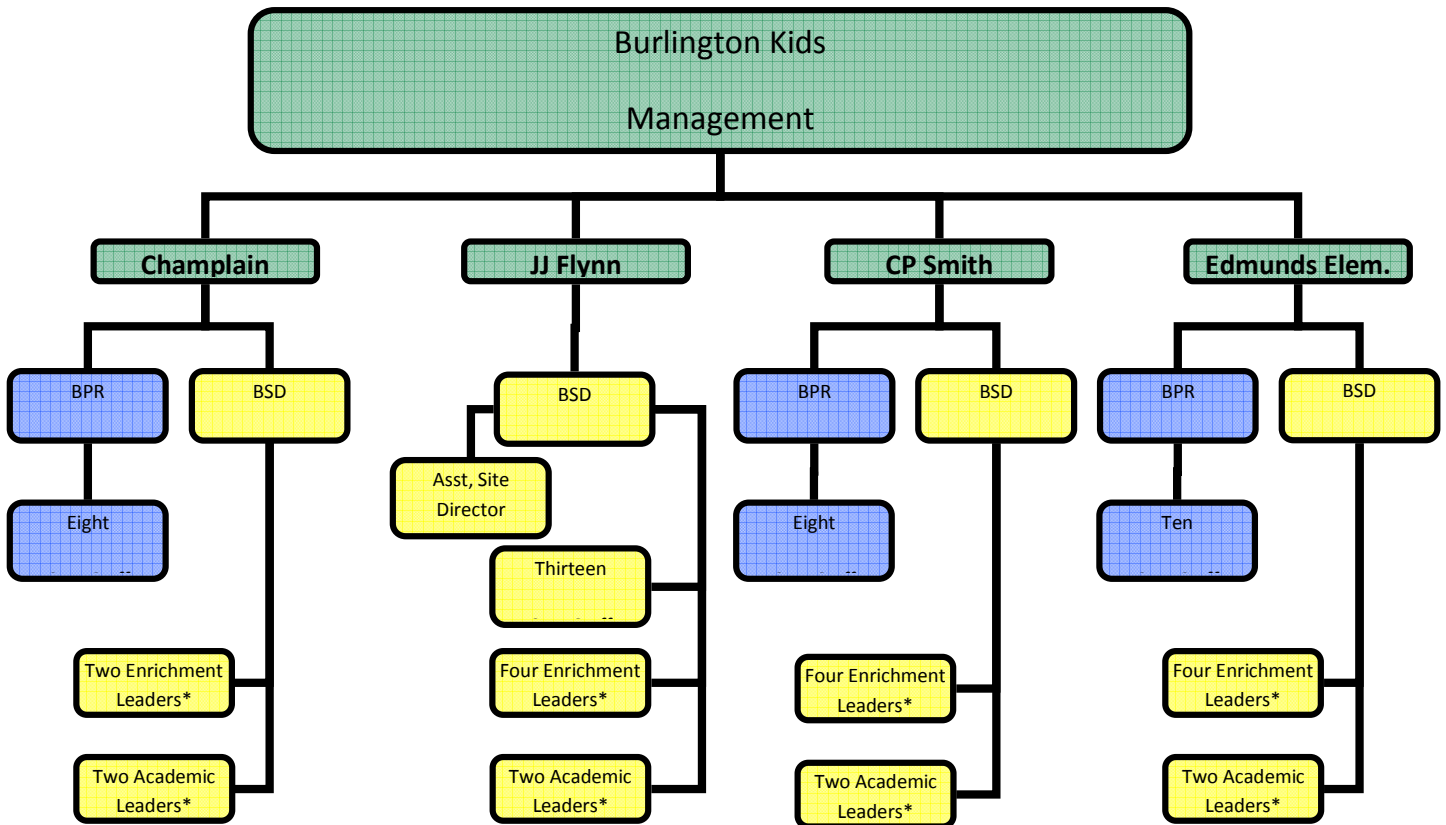 Burlington Kids
Management
Champlain
JJ Flynn
CP Smith
Edmunds Elem.
BPR
BSD
BSD
BPR
BSD
BPR
BSD
Asst, Site
Director
Eight
Thirteen
Eight
Ten
Two Enrichment
Leaders*
Four Enrichment
Leaders*
Four Enrichment
Leaders*
Four Enrichment
Leaders*
Two Academic
Leaders*
Two Academic
Leaders*
Two Academic
Leaders*
Two Academic
Leaders*